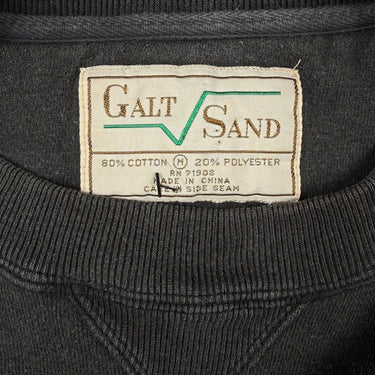 GALT SAND
80% COTTON M 20% POLYESTER
RN 71908
MADE IN CHINA
CARE IN SIDE SEAM